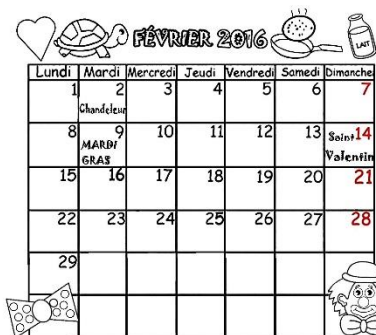 FÉVRIER 2016
LAIT
Lundi Mardi Mercredi Jeudi Vendredi Samedi Dimanche
1 2 3 4 5 6 7
Chandeleur
8 9 10 11 12 13 14
MARDI GRAS
Saint Valentin
15 16 17 18 19 20 21
22 23 24 25 26 27 28
29